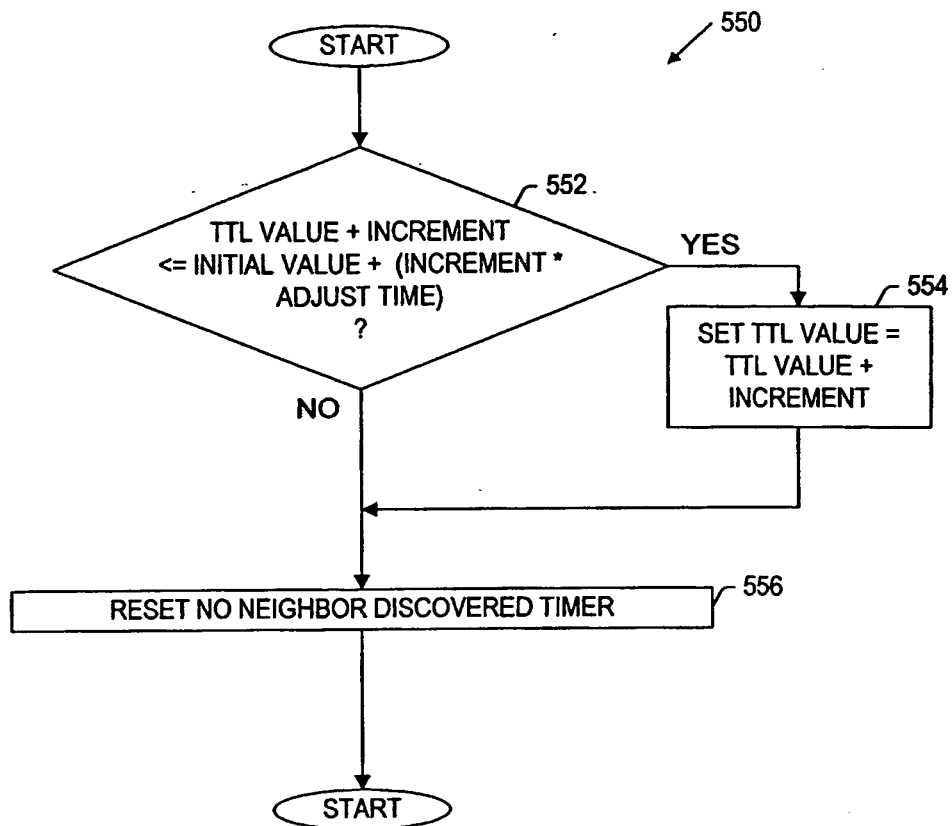 START
550
552
TTL VALUE + INCREMENT
<= INITIAL VALUE + (INCREMENT *
ADJUST TIME)
?
YES
554
SET TTL VALUE =
TTL VALUE +
INCREMENT
NO
RESET NO NEIGHBOR DISCOVERED TIMER
556
START